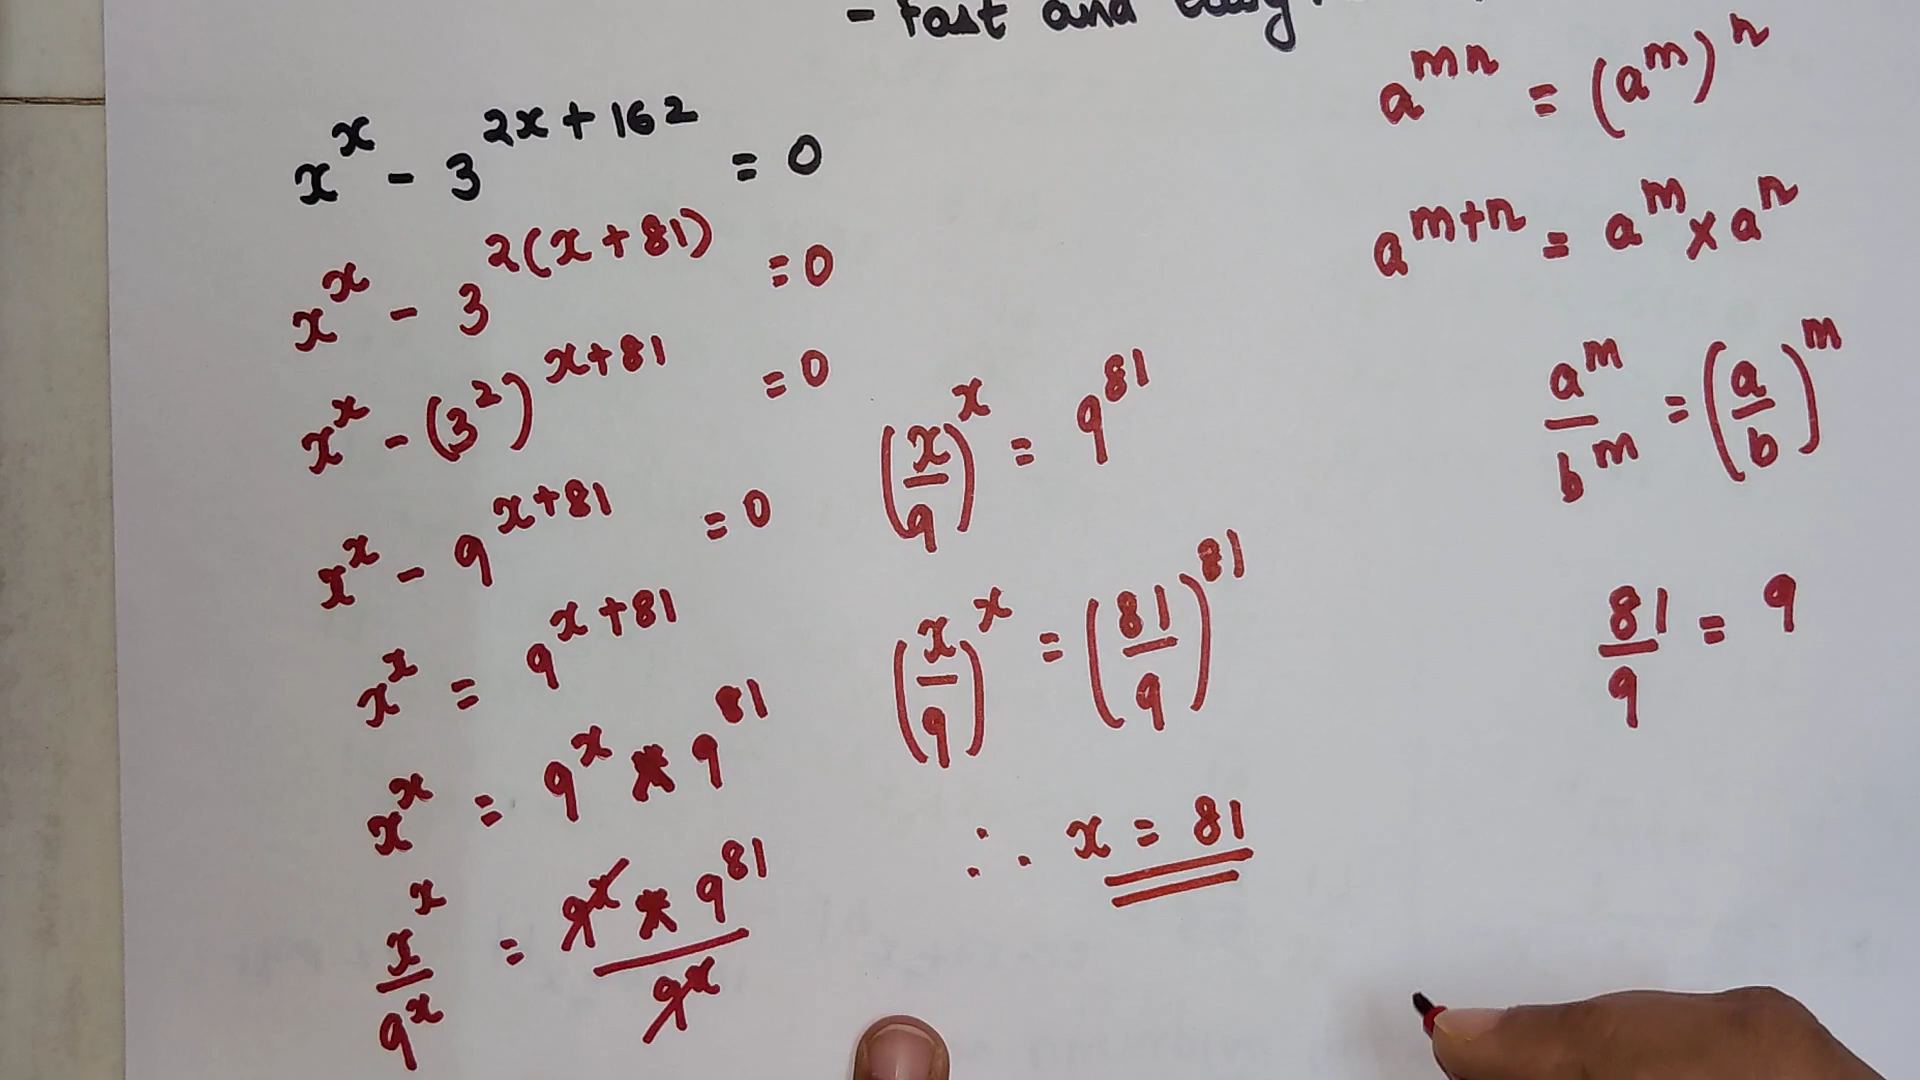 - Fast and
x^x - 3^(2x+162) = 0
x^x - 3^(2(x+81)) = 0
x^x - (3^2)^(x+81) = 0
x^x - 9^(x+81) = 0
x^x = 9^(x+81)
x^x = 9^x * 9^81
x^x/9^x = 9^x * 9^81/9^x
(x/9)^x = 9^81
(x/9)^x = (81/9)^81
∴ x = 81
a^(mn) = (a^m)^n
a^(m+n) = a^m × a^n
a^m/b^m = (a/b)^m
81/9 = 9